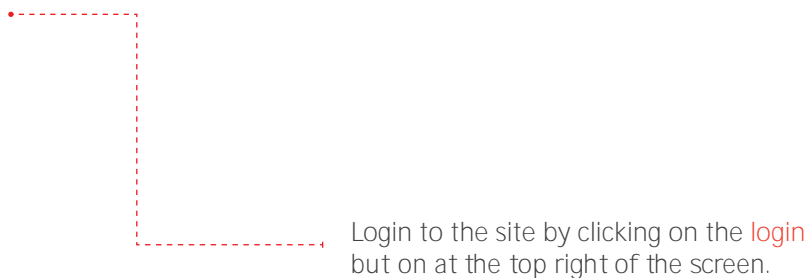 Login to the site by clicking on the login
but on at the top right of the screen.